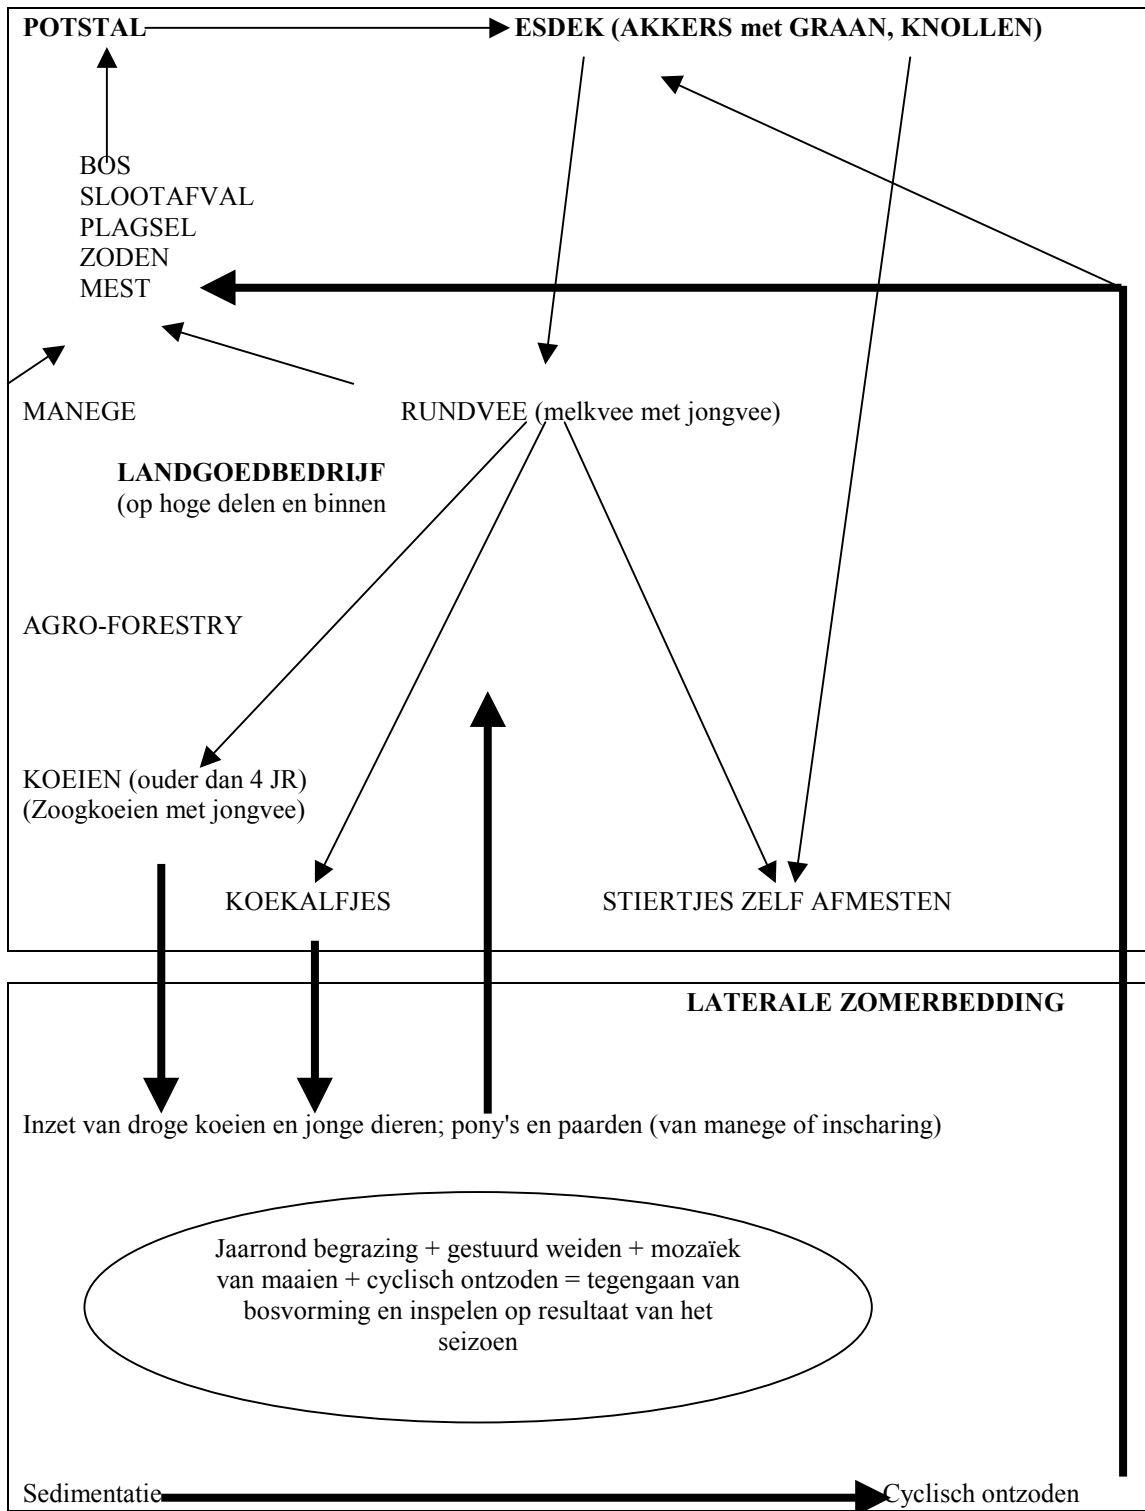 POTSTAL ESDEK (AKKERS met GRAAN, KNOLLEN)
BOS
SLOOTAFVAL
PLAGSEL
ZODEN
MEST
MANEGE RUNDVEE (melkvee met jongvee)
LANDGOEDBEDRIJF
(op hoge delen en binnen
AGRO-FORESTRY
KOEIEN (ouder dan 4 JR)
(Zoogkoeien met jongvee)
KOEKALFJES STIERTJES ZELF AFMESTEN
LATERALE ZOMERBEDDING
Inzet van droge koeien en jonge dieren; pony's en paarden (van manege of inscharing)
Jaarrond begrazing + gestuurd weiden + mozaïek
van maaien + cyclisch ontzoden = tegengaan van
bosvorming en inspelen op resultaat van het
seizoen
Sedimentatie Cyclisch ontzoden